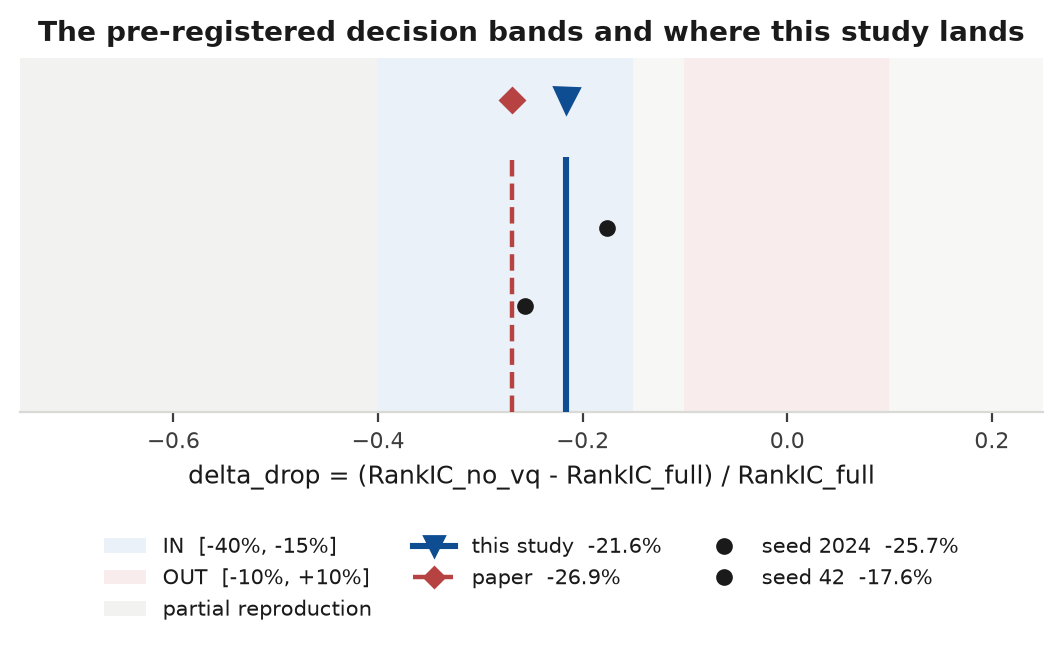 The pre-registered decision bands and where this study lands
−0.6 −0.4 −0.2 0.0 0.2
delta_drop = (RankIC_no_vq - RankIC_full) / RankIC_full
IN [-40%, -15%]
OUT [-10%, +10%]
partial reproduction
this study -21.6%
paper -26.9%
seed 2024 -25.7%
seed 42 -17.6%